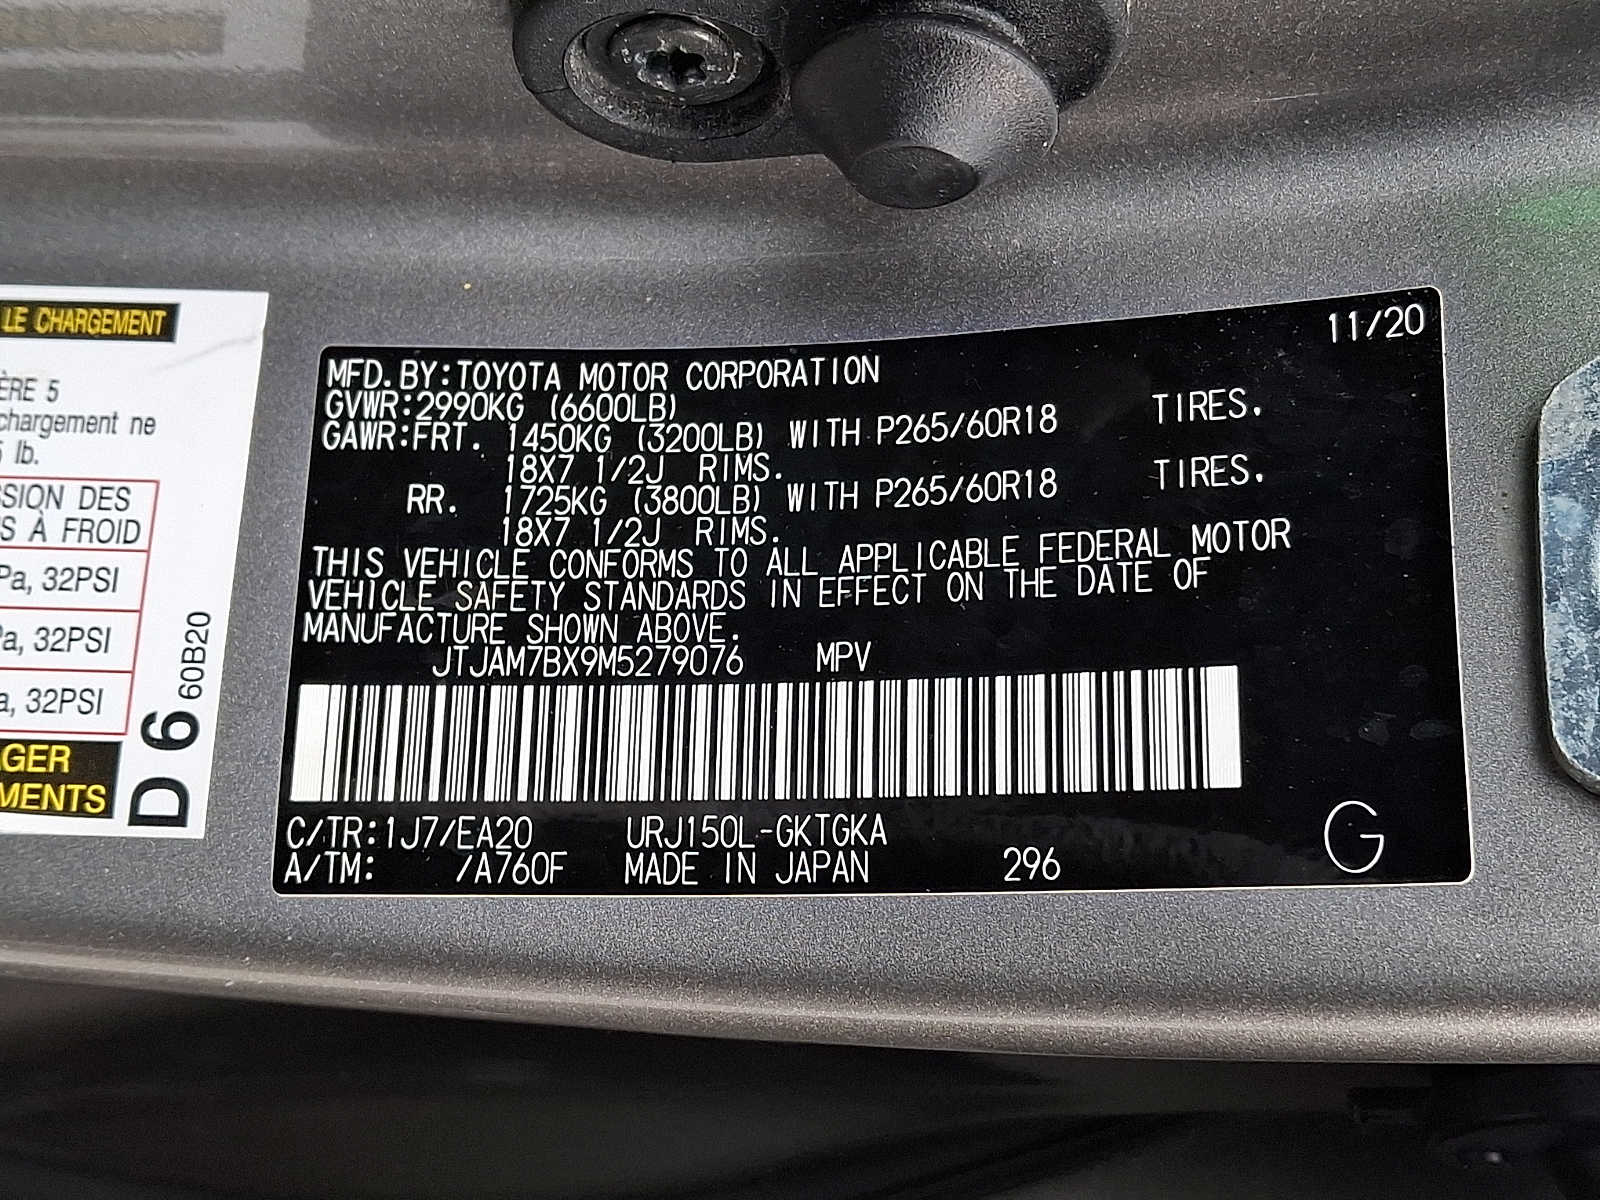 LE CHARGEMENT
ÈRE 5
chargement ne
lb.
SSION DES
S À FROID
Pa, 32PSI
Pa, 32PSI
a, 32PSI
AGER
MENTS
D 6 60B20
11/20
MFD.BY:TOYOTA MOTOR CORPORATION
GVWR:2990KG (6600LB)
GAWR:FRT. 1450KG (3200LB) WITH P265/60R18 TIRES.
18X7 1/2J RIMS.
RR. 1725KG (3800LB) WITH P265/60R18 TIRES.
18X7 1/2J RIMS.
THIS VEHICLE CONFORMS TO ALL APPLICABLE FEDERAL MOTOR
VEHICLE SAFETY STANDARDS IN EFFECT ON THE DATE OF
MANUFACTURE SHOWN ABOVE.
JTJAM7BX9M5279076 MPV
C/TR:1J7/EA20 URJ150L-GKTGKA
A/TM: /A760F MADE IN JAPAN 296
G